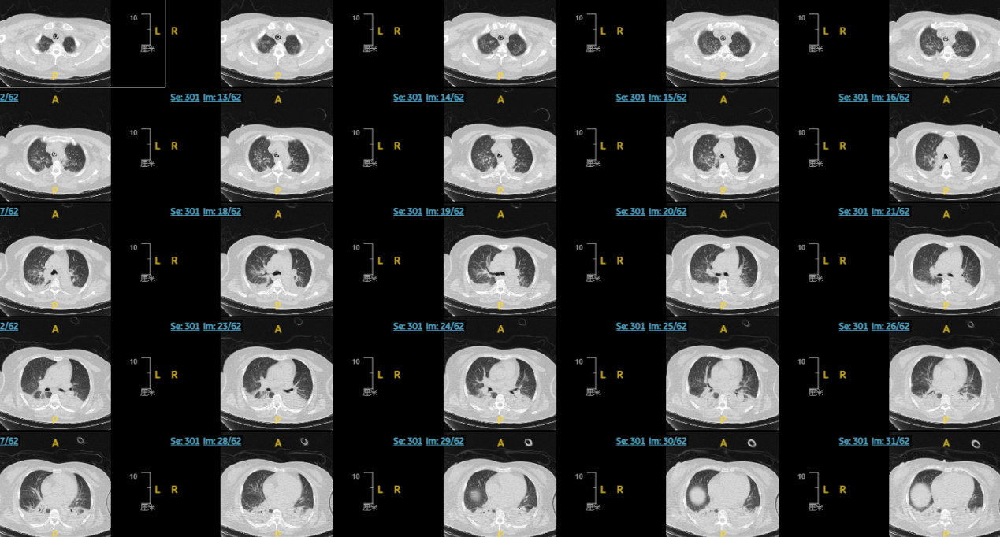 10 10 10 10
L R L R L R L R
厘米 厘米 厘米 厘米
P P P P P
2/62 A Se: 301 Im: 13/62 A Se: 301 Im: 14/62 A Se: 301 Im: 15/62 A Se: 301 Im: 16/62 A
10 10 10 10
L R L R L R L R
厘米 厘米 厘米 厘米
P P P P P
7/62 A Se: 301 Im: 18/62 A Se: 301 Im: 19/62 A Se: 301 Im: 20/62 A Se: 301 Im: 21/62 A
10 10 10 10
L R L R L R L R
厘米 厘米 厘米 厘米
P P P P P
2/62 A Se: 301 Im: 23/62 A Se: 301 Im: 24/62 A Se: 301 Im: 25/62 A Se: 301 Im: 26/62 A
10 10 10 10
L R L R L R L R
厘米 厘米 厘米 厘米
P P P P P
7/62 A Se: 301 Im: 28/62 A Se: 301 Im: 29/62 A Se: 301 Im: 30/62 A Se: 301 Im: 31/62 A
10 10 10 10
L R L R L R L R
厘米 厘米 厘米 厘米
P P P P P